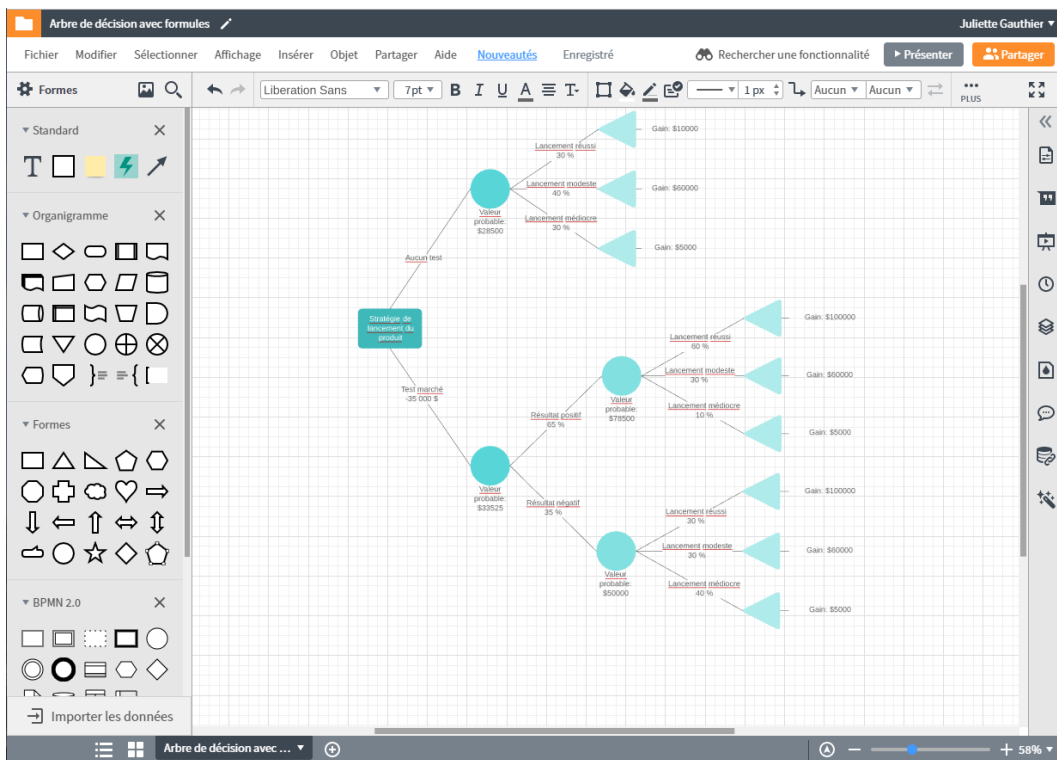 Arbre de décision avec formules
Juliette Gauthier
Fichier Modifier Sélectionner Affichage Insérer Objet Partager Aide Nouveautés Enregistré Rechercher une fonctionnalité Présenter Partager
Formes
Liberation Sans 7pt B I U A T 1 px Aucun Aucun PLUS
Standard
T
Organigramme
Formes
BPMN 2.0
Importer les données
Gain: $10000
Lancement réussi
30 %
Lancement modeste
40 %
Gain: $60000
Valeur
probable:
$28500
Lancement médiocre
30 %
Gain: $5000
Aucun test
Stratégie de
lancement du
produit
Gain: $100000
Lancement réussi
60 %
Lancement modeste
30 %
Gain: $60000
Test marché
-35 000 $
Valeur
probable:
$78500
Lancement médiocre
10 %
Résultat positif
65 %
Gain: $5000
Valeur
probable:
$33525
Gain: $100000
Résultat négatif
35 %
Lancement réussi
30 %
Lancement modeste
30 %
Gain: $60000
Valeur
probable:
$50000
Lancement médiocre
40 %
Gain: $5000
Arbre de décision avec ...
58%